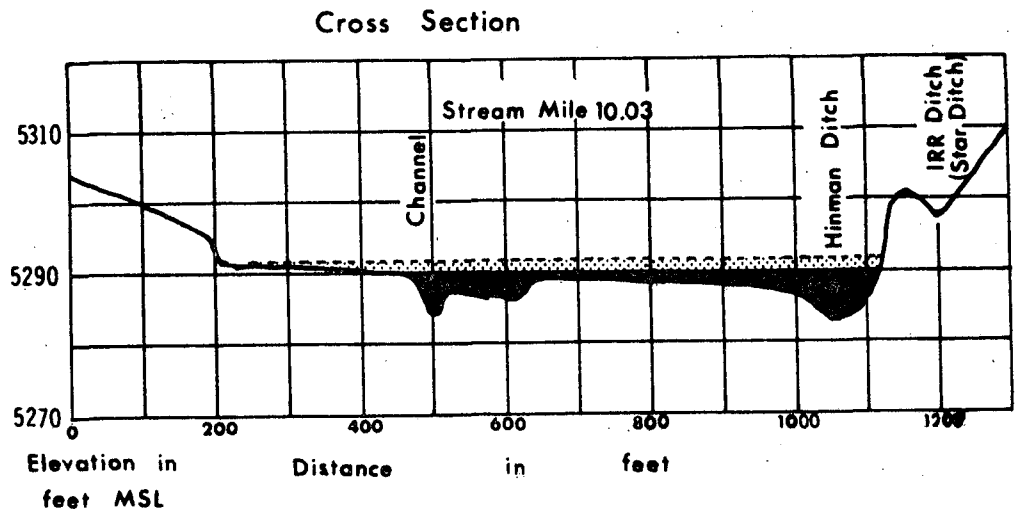 Cross Section
Stream Mile 10.03
Channel
Hinman Ditch
IRR Ditch
(Star Ditch)
5310
5290
5270
0 200 400 600 800 1000 1200
Elevation in
feet MSL
Distance in feet